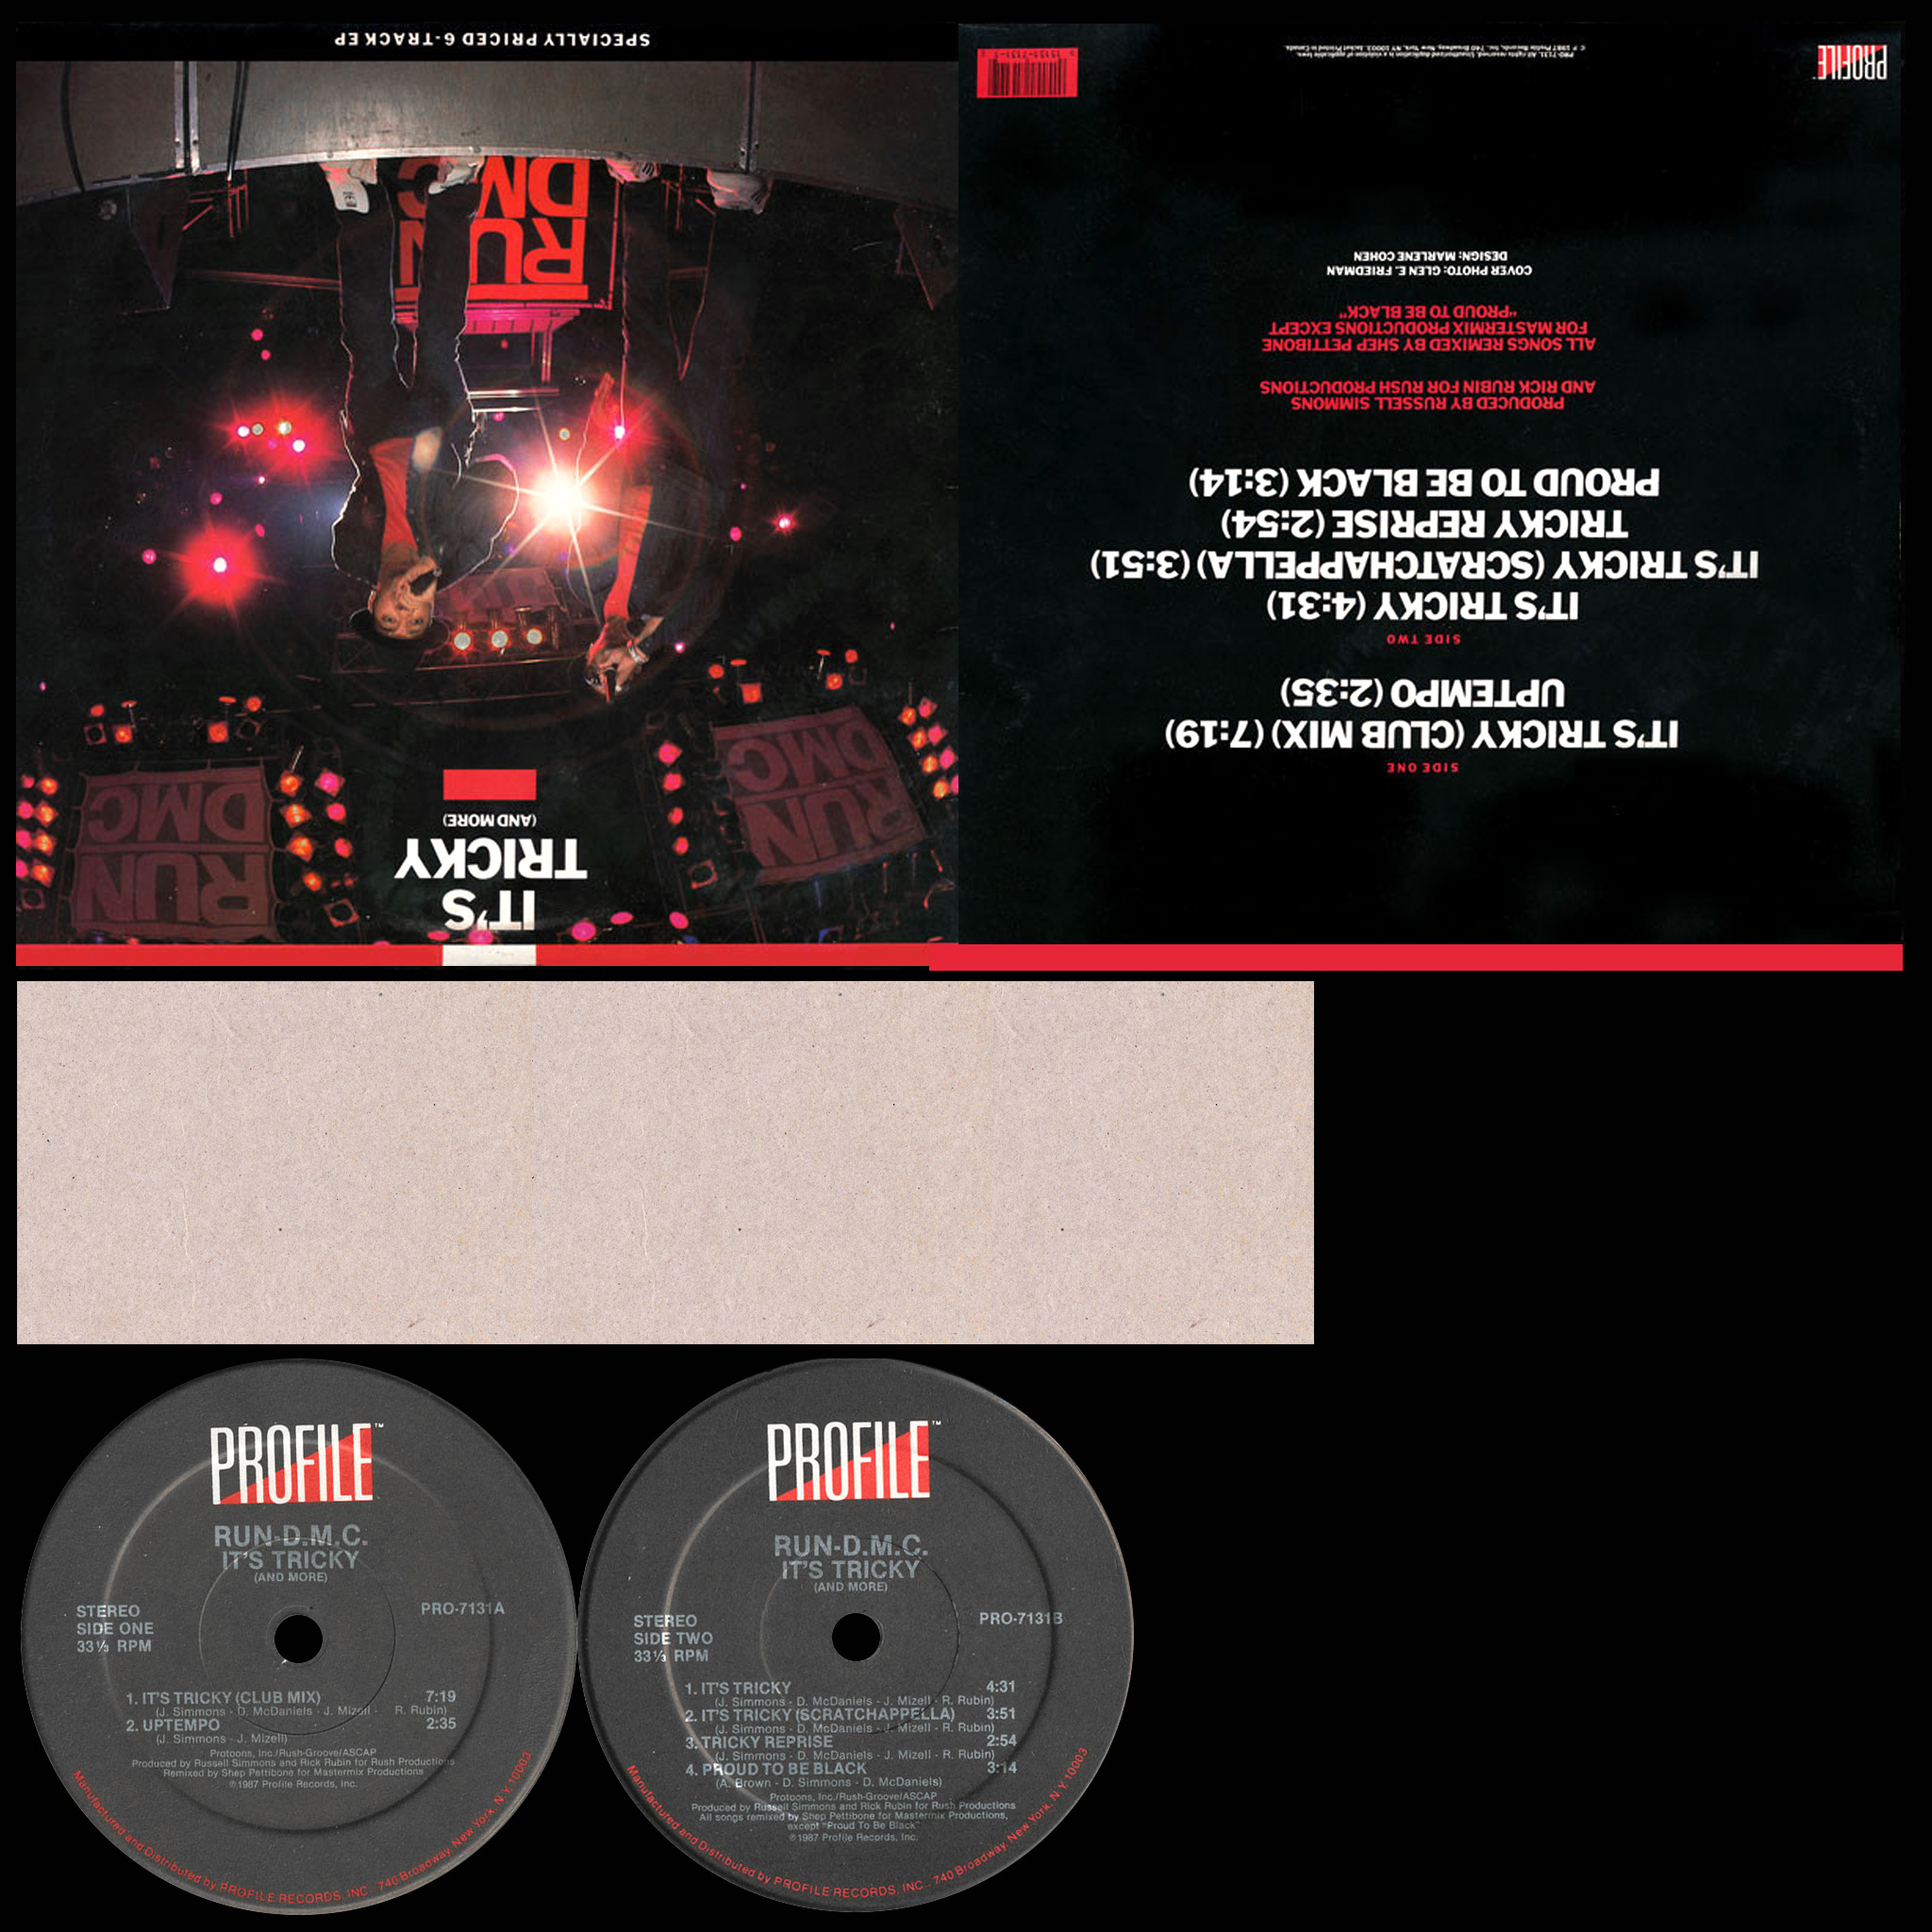 IT'S
TRICKY
(AND MORE)
RUN
DMC
RUN
DMC
RUN
DMC
SPECIALLY PRICED 6-TRACK EP
SIDE ONE
IT'S TRICKY (CLUB MIX) (7:19)
UPTEMPO (2:35)
SIDE TWO
IT'S TRICKY (4:31)
IT'S TRICKY (SCRATCHAPPELLA) (3:51)
TRICKY REPRISE (2:54)
PROUD TO BE BLACK (3:14)
PRODUCED BY RUSSELL SIMMONS
AND RICK RUBIN FOR RUSH PRODUCTIONS
ALL SONGS REMIXED BY SHEP PETTIBONE
FOR MASTERMIX PRODUCTIONS EXCEPT
"PROUD TO BE BLACK"
COVER PHOTO: GLEN E. FRIEDMAN
DESIGN: MARLENE COHEN
PROFILE
PRO-7131. All rights reserved. Unauthorized duplication is a violation of applicable laws.
© ℗ 1987 Profile Records, Inc. 740 Broadway, New York, NY 10003. Jacket Printed in Canada.
PROFILE™
RUN-D.M.C.
IT'S TRICKY
(AND MORE)
STEREO
SIDE ONE
33⅓ RPM
PRO-7131A
1. IT'S TRICKY (CLUB MIX) 7:19
(J. Simmons - D. McDaniels - J. Mizell - R. Rubin)
2. UPTEMPO 2:35
(J. Simmons - J. Mizell)
Protoons, Inc./Rush-Groove/ASCAP
Produced by Russell Simmons and Rick Rubin for Rush Productions
Remixed by Shep Pettibone for Mastermix Productions
℗1987 Profile Records, Inc.
Manufactured and Distributed by PROFILE RECORDS, INC., 740 Broadway, New York, N.Y. 10003
PROFILE™
RUN-D.M.C.
IT'S TRICKY
(AND MORE)
STEREO
SIDE TWO
33⅓ RPM
PRO-7131B
1. IT'S TRICKY 4:31
(J. Simmons - D. McDaniels - J. Mizell - R. Rubin)
2. IT'S TRICKY (SCRATCHAPPELLA) 3:51
(J. Simmons - D. McDaniels - J. Mizell - R. Rubin)
3. TRICKY REPRISE 2:54
(J. Simmons - D. McDaniels - J. Mizell - R. Rubin)
4. PROUD TO BE BLACK 3:14
(A. Brown - D. Simmons - D. McDaniels)
Protoons, Inc./Rush-Groove/ASCAP
Produced by Russell Simmons and Rick Rubin for Rush Productions
All songs remixed by Shep Pettibone for Mastermix Productions,
except "Proud To Be Black"
℗1987 Profile Records, Inc.
Manufactured and Distributed by PROFILE RECORDS, INC., 740 Broadway, New York, N.Y. 10003